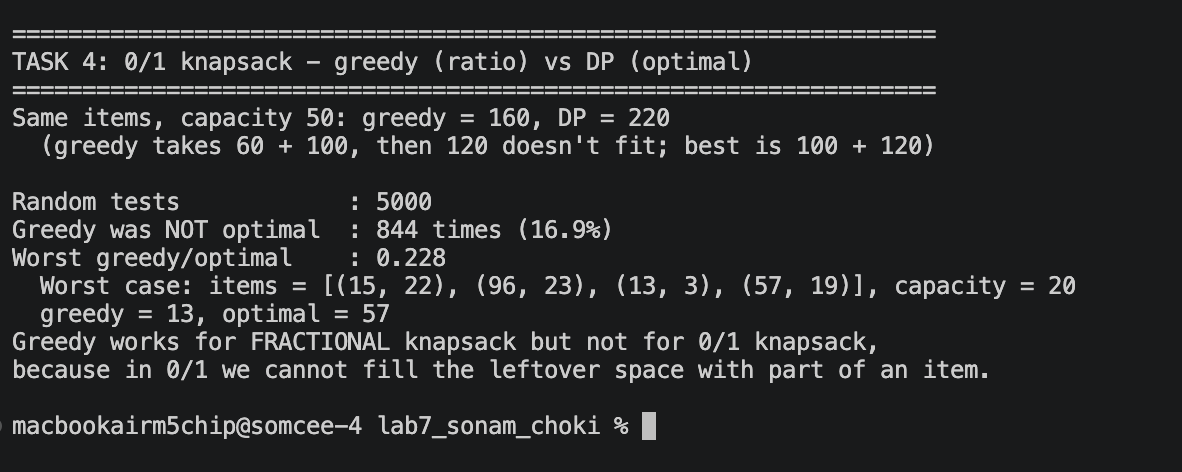 ==================================================================
TASK 4: 0/1 knapsack - greedy (ratio) vs DP (optimal)
==================================================================
Same items, capacity 50: greedy = 160, DP = 220
  (greedy takes 60 + 100, then 120 doesn't fit; best is 100 + 120)
Random tests            : 5000
Greedy was NOT optimal  : 844 times (16.9%)
Worst greedy/optimal    : 0.228
  Worst case: items = [(15, 22), (96, 23), (13, 3), (57, 19)], capacity = 20
  greedy = 13, optimal = 57
Greedy works for FRACTIONAL knapsack but not for 0/1 knapsack,
because in 0/1 we cannot fill the leftover space with part of an item.
macbookairm5chip@somcee-4 lab7_sonam_choki %